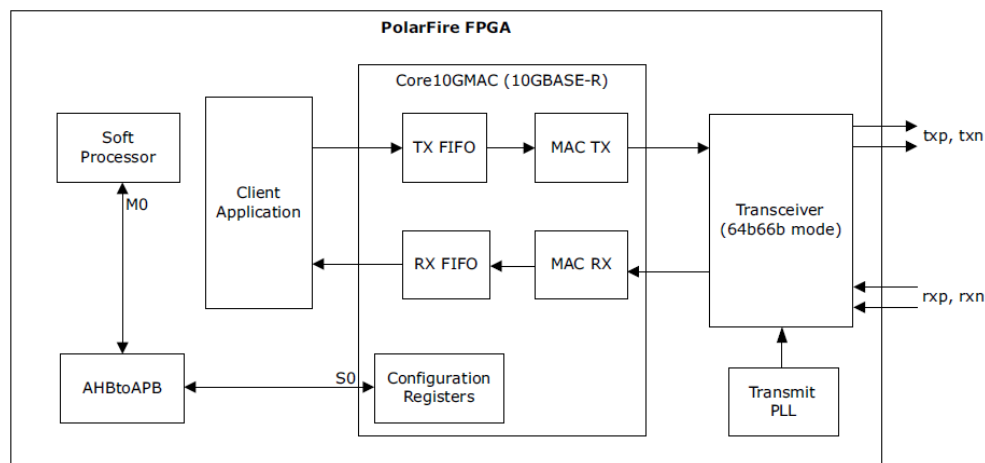 PolarFire FPGA
Core10GMAC (10GBASE-R)
Soft
Processor
M0
AHBtoAPB
Client
Application
TX FIFO
MAC TX
RX FIFO
MAC RX
S0
Configuration
Registers
Transceiver
(64b66b mode)
Transmit
PLL
txp, txn
rxp, rxn